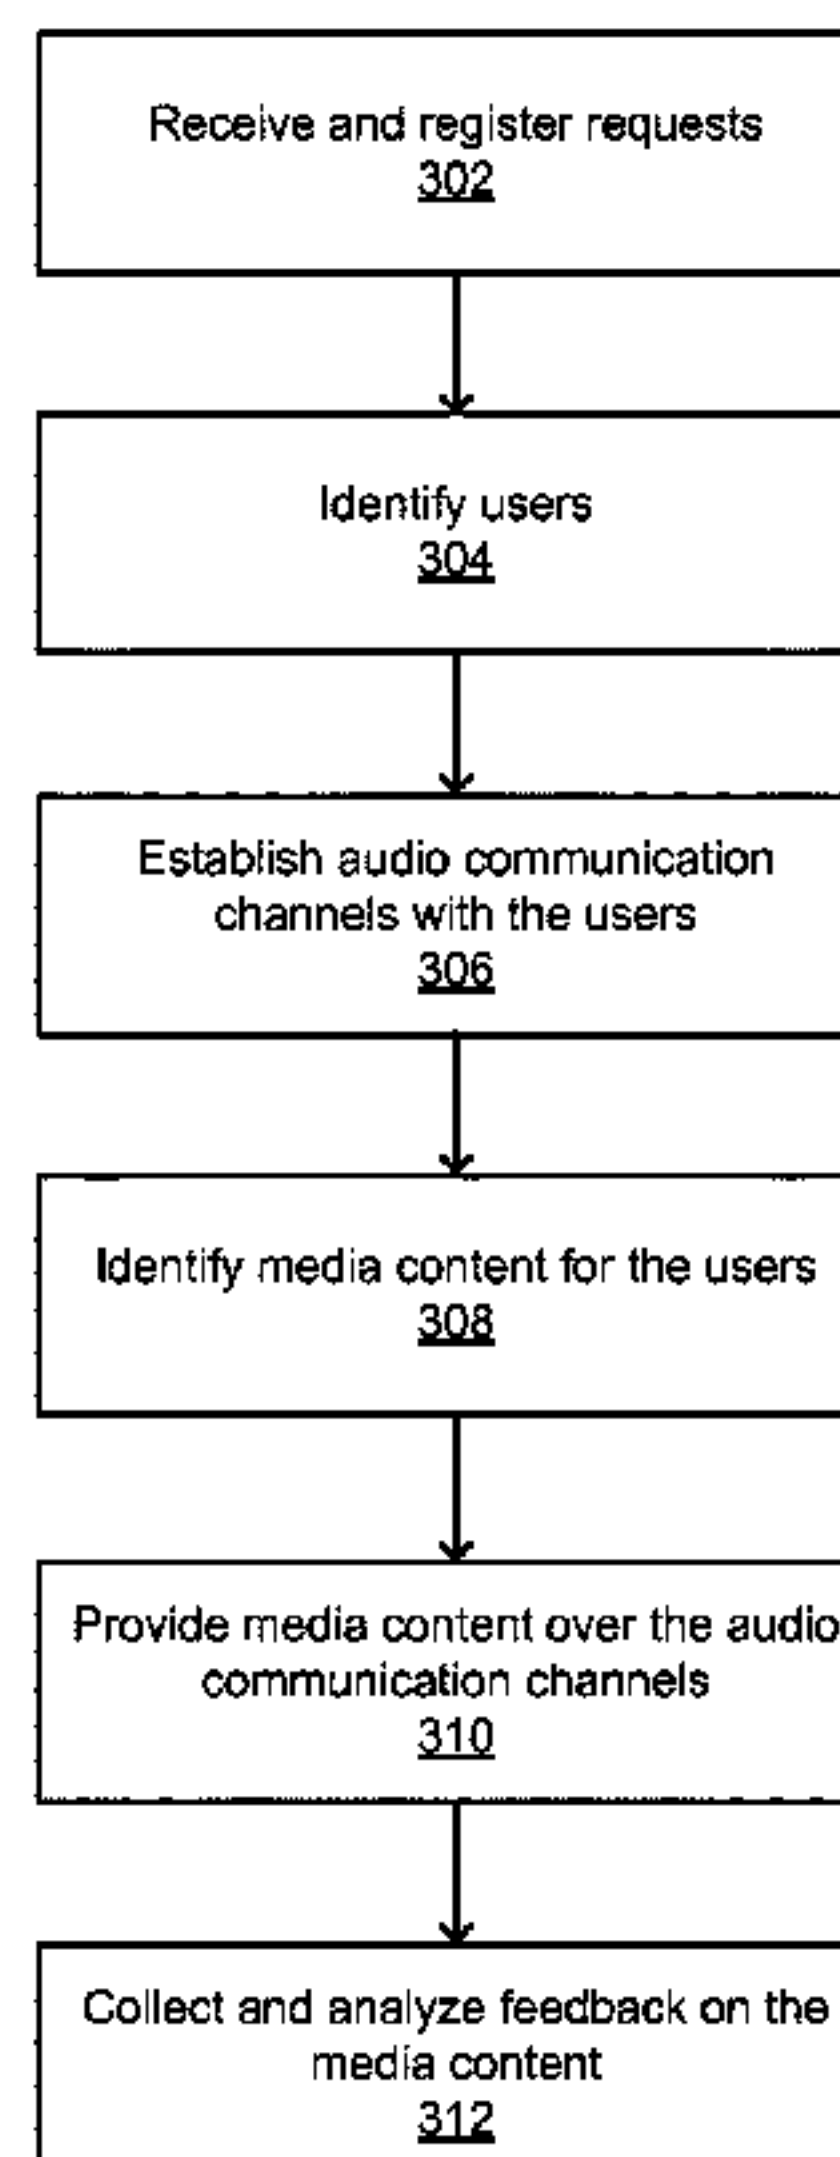 Receive and register requests
302
Identify users
304
Establish audio communication
channels with the users
306
Identify media content for the users
308
Provide media content over the audio
communication channels
310
Collect and analyze feedback on the
media content
312